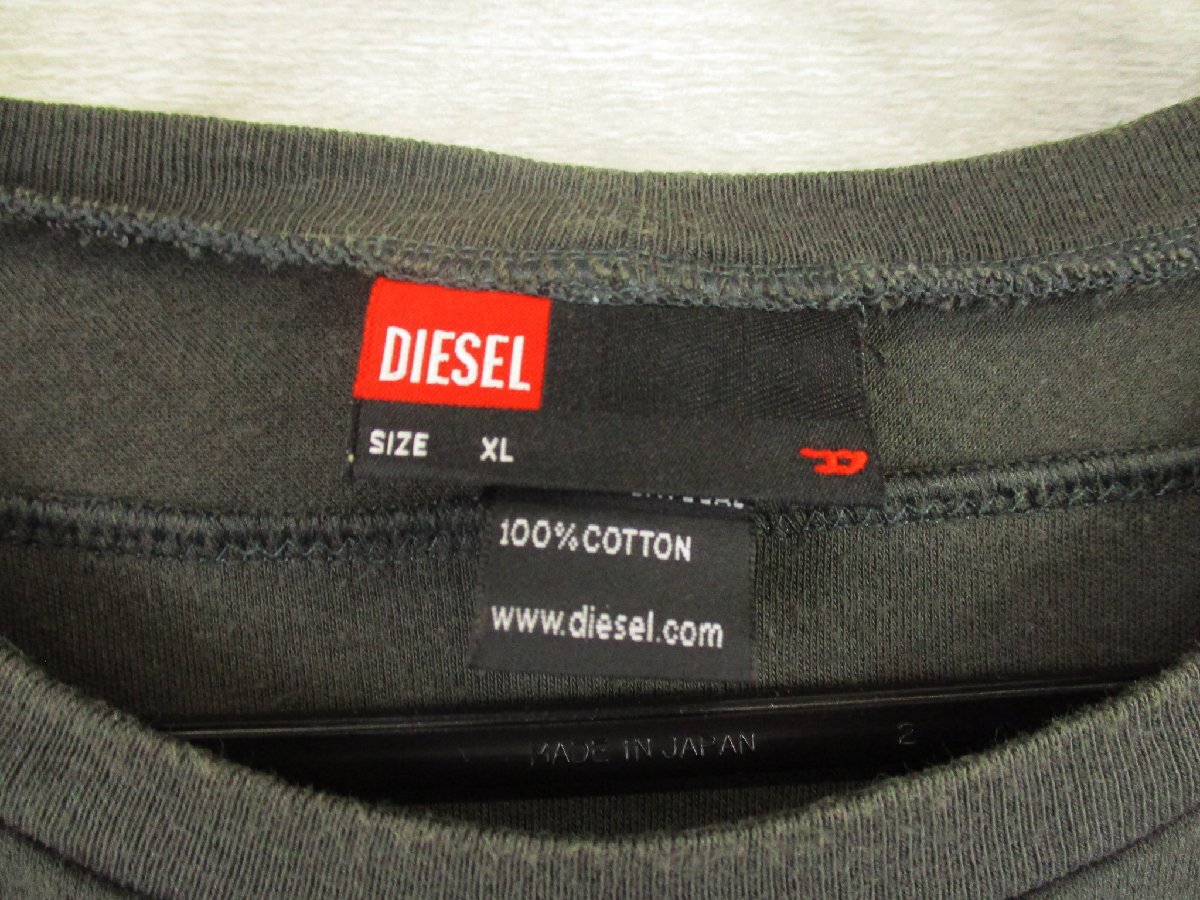 DIESEL
SIZE XL
100% COTTON
www.diesel.com
MADE IN JAPAN 2